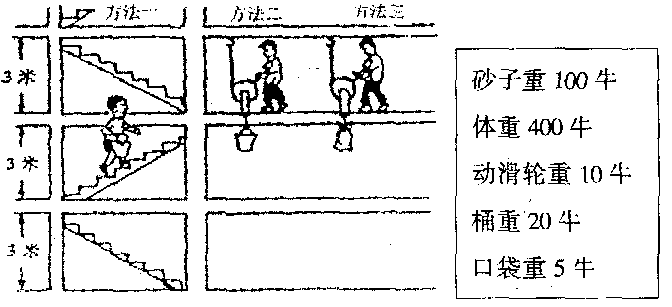 方法一 方法二 方法三
3米
3米
3米
砂子重100牛
体重400牛
动滑轮重10牛
桶重20牛
口袋重5牛